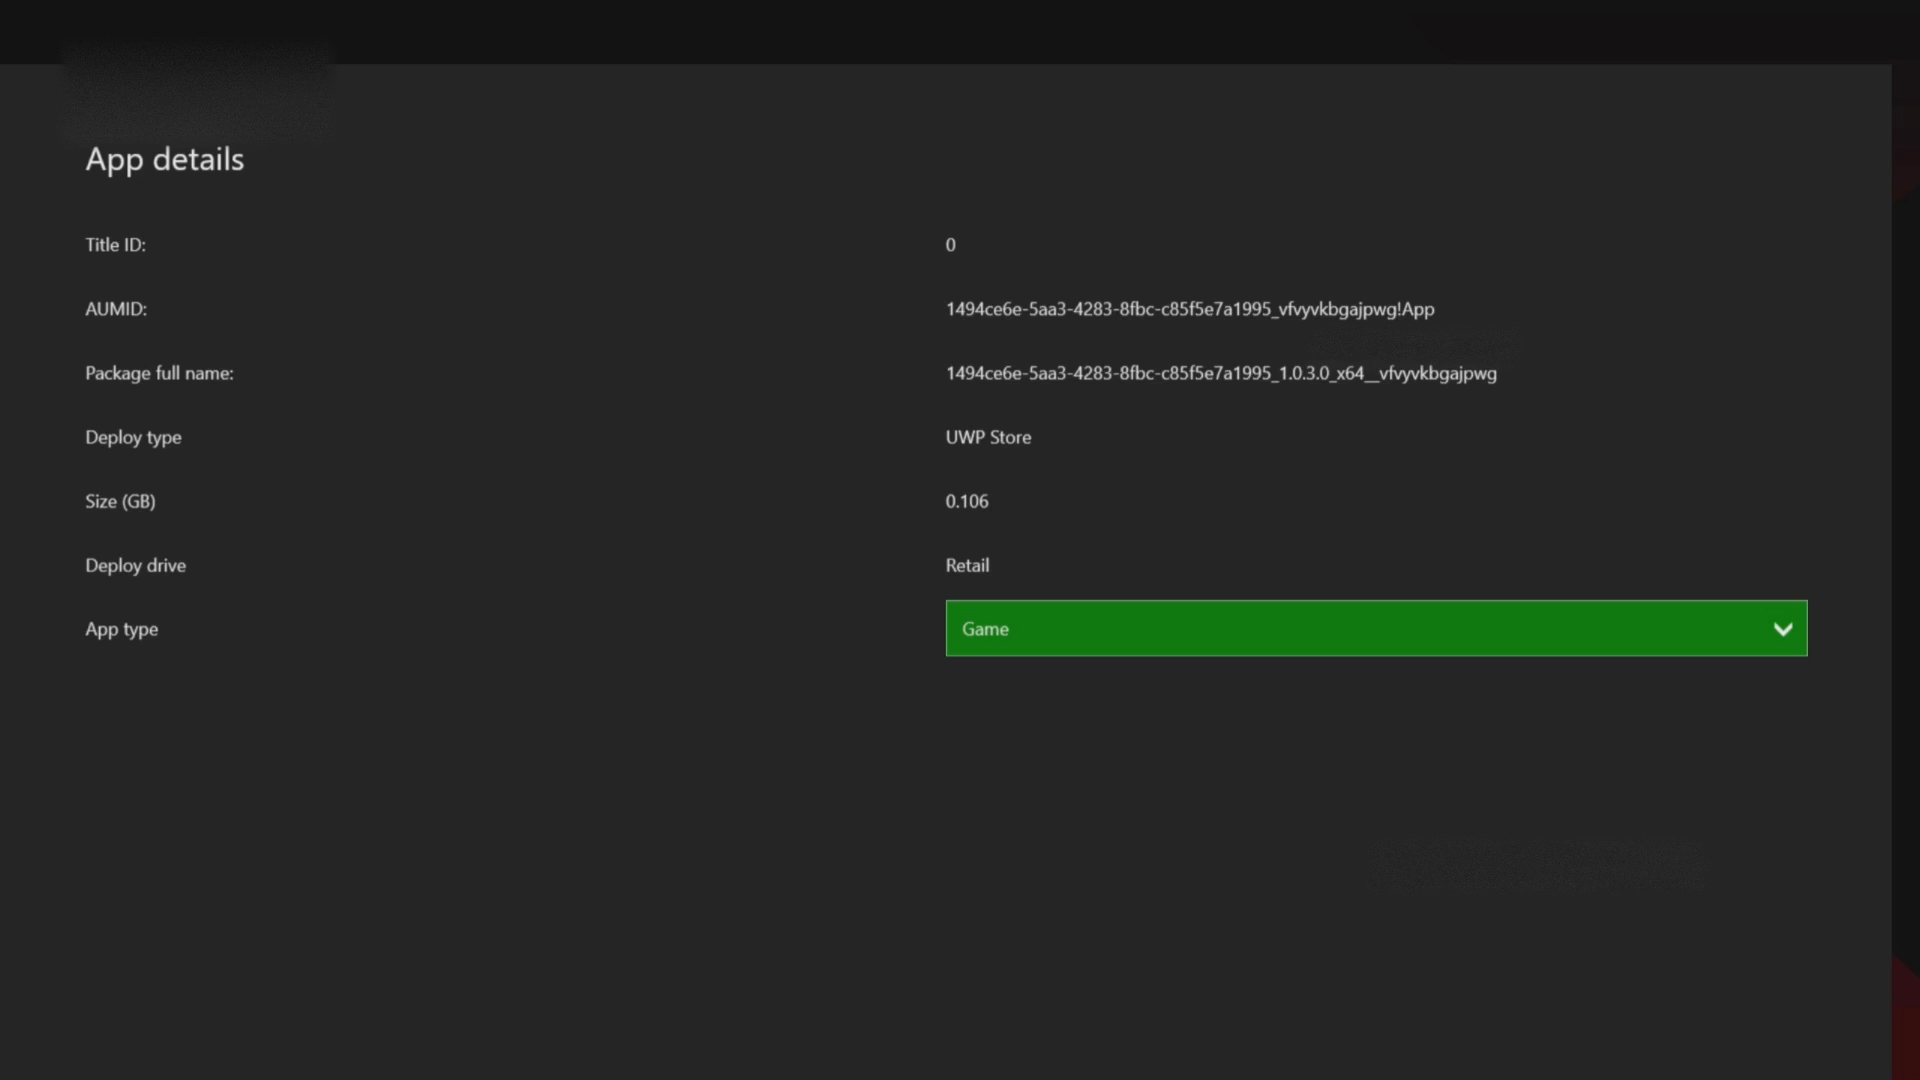 App details
Title ID: 0
AUMID: 1494ce6e-5aa3-4283-8fbc-c85f5e7a1995_vfvyvkbgajpwg!App
Package full name: 1494ce6e-5aa3-4283-8fbc-c85f5e7a1995_1.0.3.0_x64__vfvyvkbgajpwg
Deploy type UWP Store
Size (GB) 0.106
Deploy drive Retail
App type Game